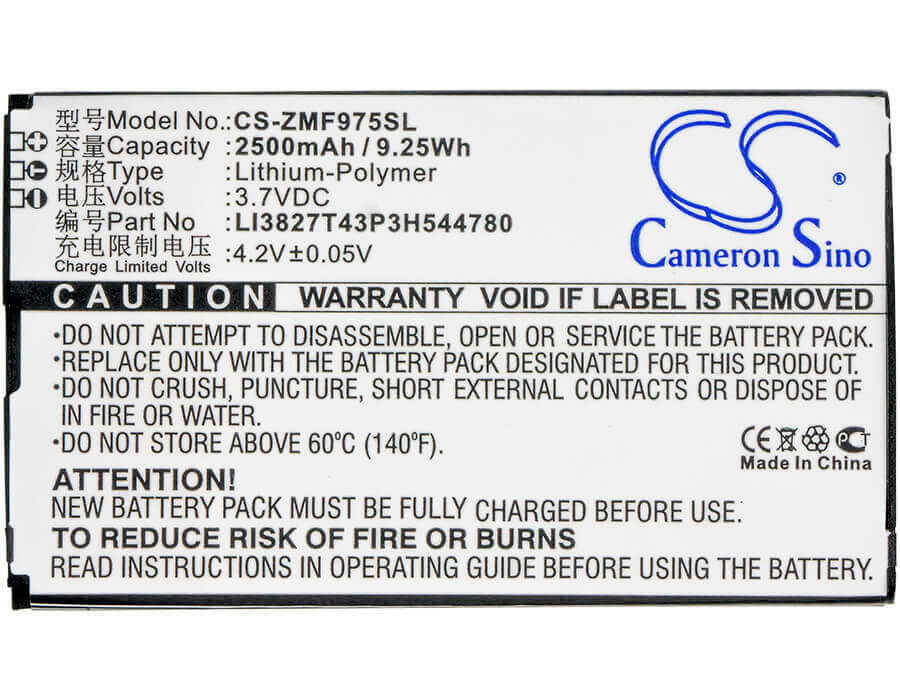 型号Model No.:CS-ZMF975SL
容量Capacity :2500mAh / 9.25Wh
规格Type :Lithium-Polymer
电压Volts :3.7VDC
编号Part No :LI3827T43P3H544780
充电限制电压:4.2V±0.05V
Charge Limited Volts
CS ®
Cameron Sino
CAUTION WARRANTY VOID IF LABEL IS REMOVED
•DO NOT ATTEMPT TO DISASSEMBLE, OPEN OR SERVICE THE BATTERY PACK.
•REPLACE ONLY WITH THE BATTERY PACK DESIGNATED FOR THIS PRODUCT.
•DO NOT CRUSH, PUNCTURE, SHORT EXTERNAL CONTACTS OR DISPOSE OF
IN FIRE OR WATER.
•DO NOT STORE ABOVE 60°C (140°F).
CE PCT
Made In China
ATTENTION:
NEW BATTERY PACK MUST BE FULLY CHARGED BEFORE USE.
TO REDUCE RISK OF FIRE OR BURNS
READ INSTRUCTIONS IN OPERATING GUIDE BEFORE USING THE BATTERY.